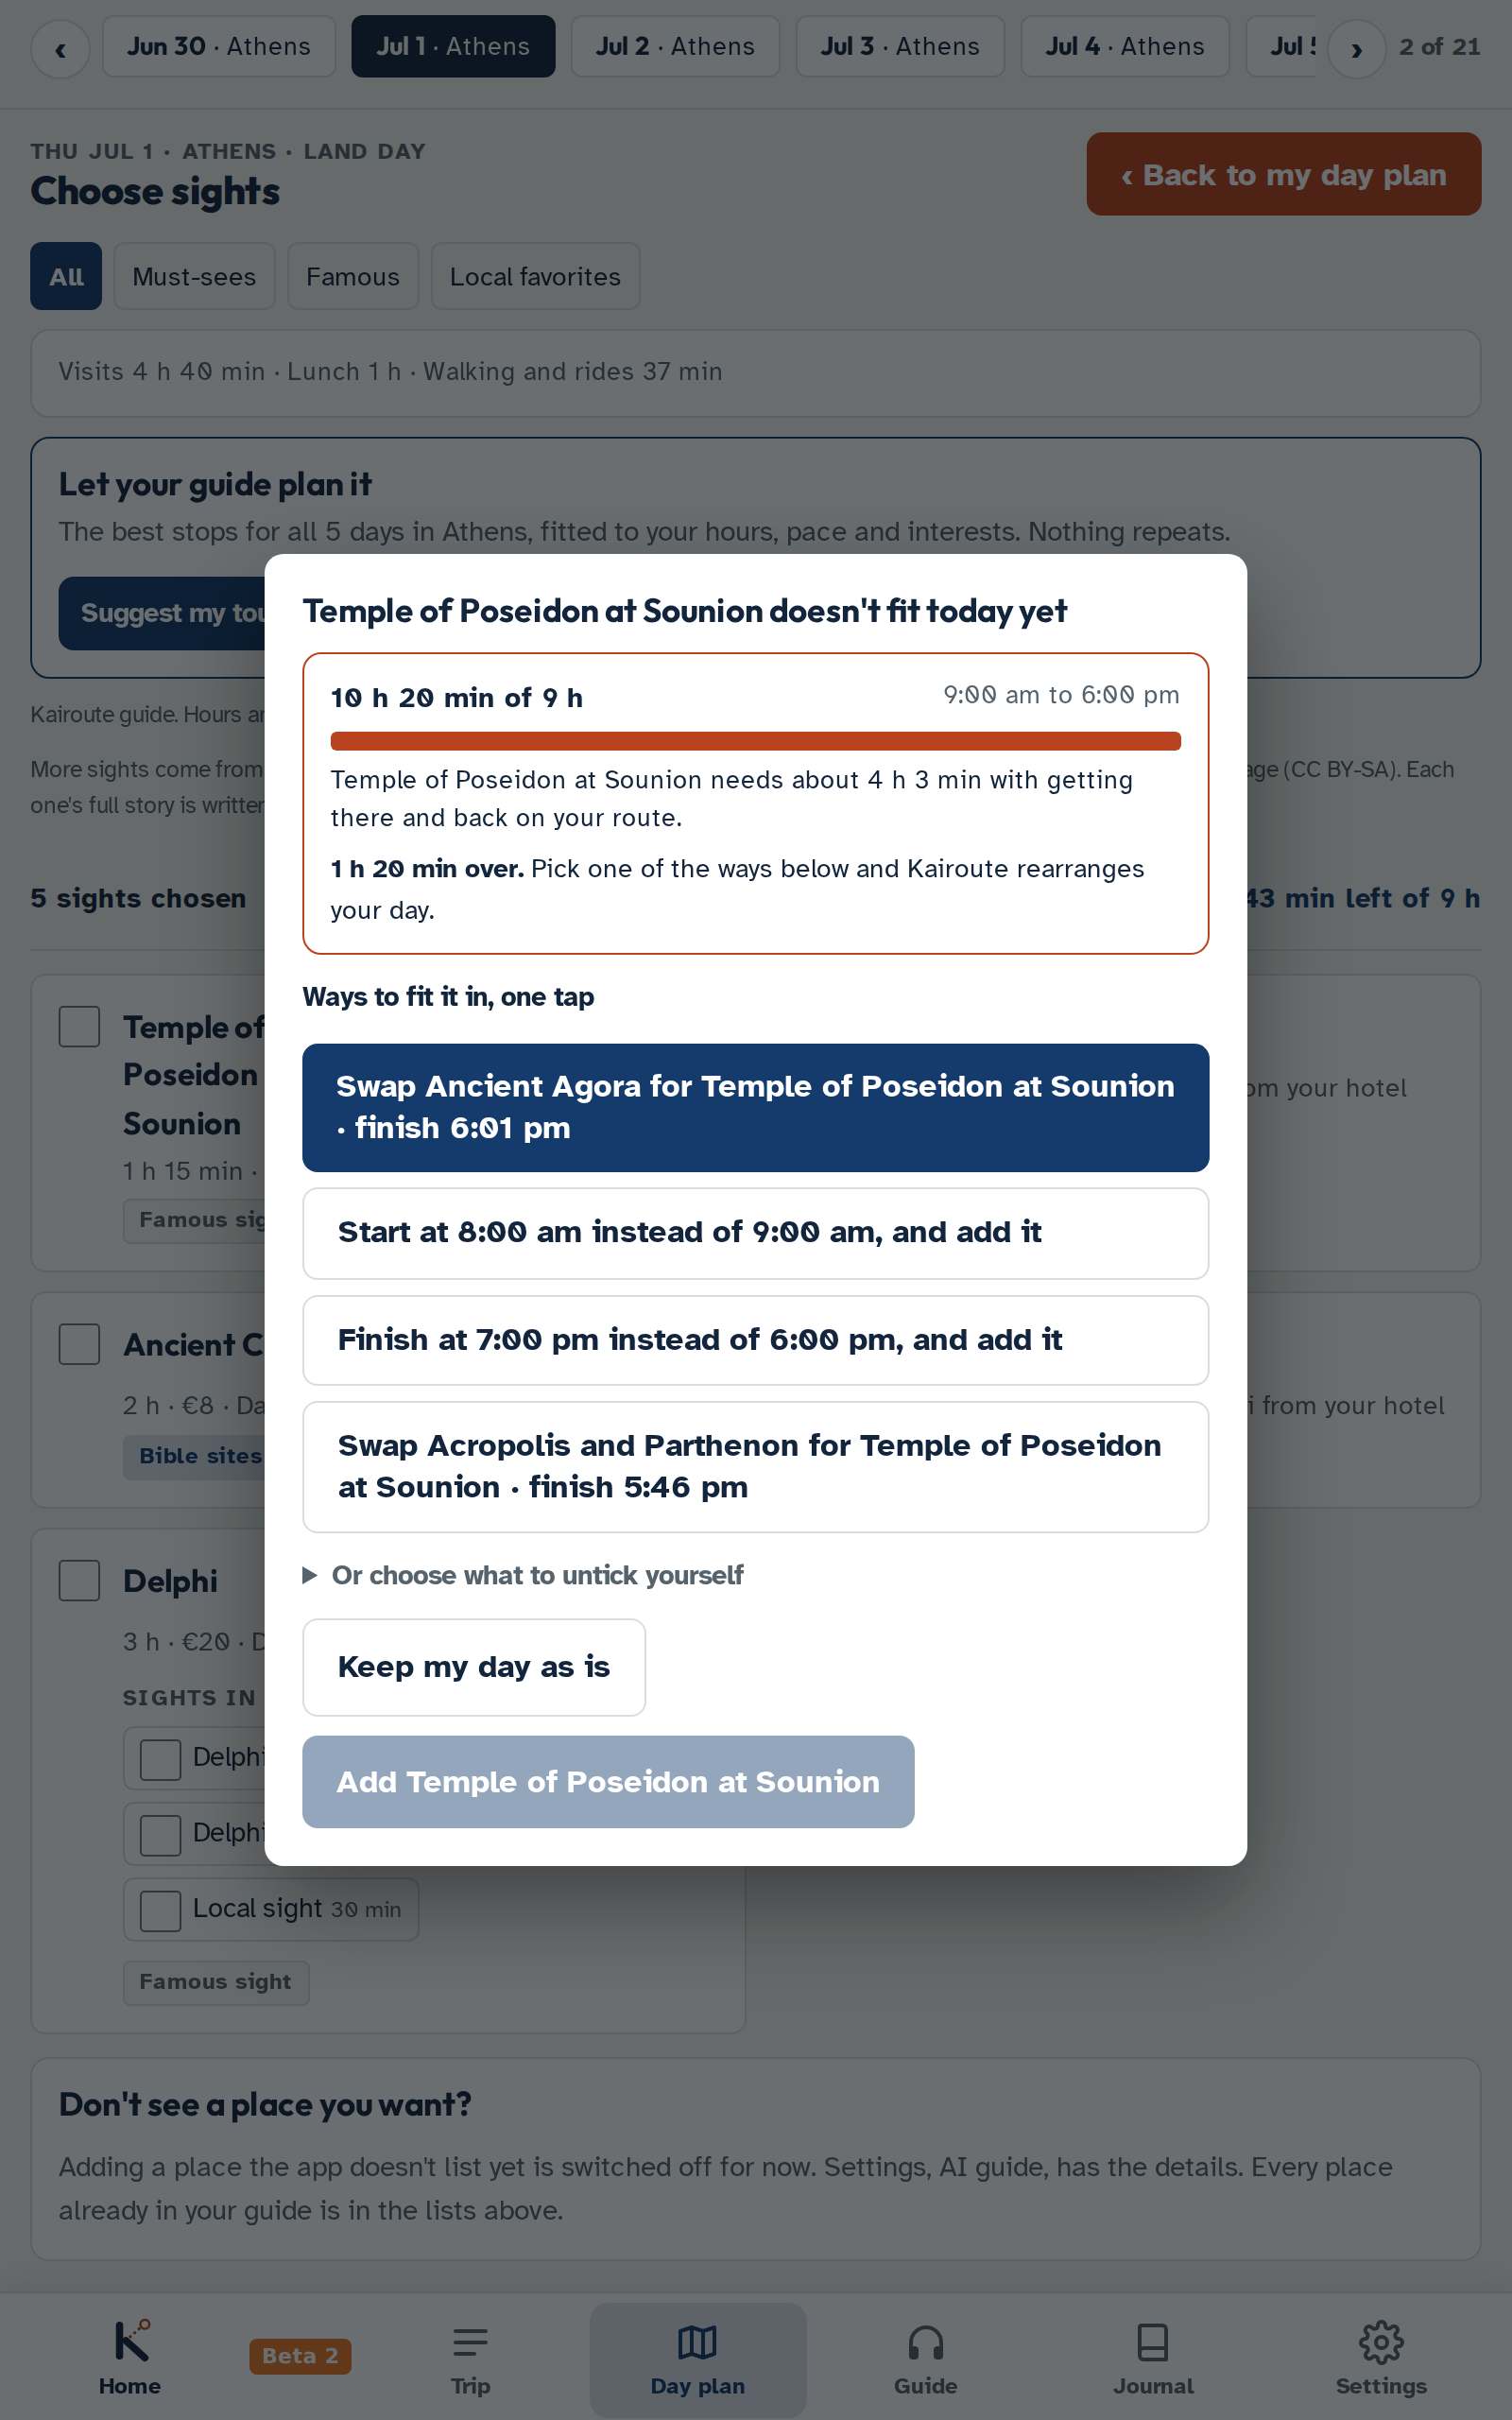 ‹
Jun 30 · Athens
Jul 1 · Athens
Jul 2 · Athens
Jul 3 · Athens
Jul 4 · Athens
Jul
›
2 of 21
THU JUL 1 · ATHENS · LAND DAY
Choose sights
‹ Back to my day plan
All
Must-sees
Famous
Local favorites
Visits 4 h 40 min · Lunch 1 h · Walking and rides 37 min
Let your guide plan it
The best stops for all 5 days in Athens, fitted to your hours, pace and interests. Nothing repeats.
Suggest my
Kairoute guide. Hours
More sights come from
(CC BY-SA). Each
one's full story is written
5 sights chosen
43 min left of 9 h
Temple of Poseidon at Sounion doesn't fit today yet
10 h 20 min of 9 h
9:00 am to 6:00 pm
Temple of Poseidon at Sounion needs about 4 h 3 min with getting
there and back on your route.
1 h 20 min over. Pick one of the ways below and Kairoute rearranges
your day.
Ways to fit it in, one tap
Swap Ancient Agora for Temple of Poseidon at Sounion
· finish 6:01 pm
Start at 8:00 am instead of 9:00 am, and add it
Finish at 7:00 pm instead of 6:00 pm, and add it
Swap Acropolis and Parthenon for Temple of Poseidon
at Sounion · finish 5:46 pm
Or choose what to untick yourself
Keep my day as is
Add Temple of Poseidon at Sounion
Temple of
Poseidon
Sounion
1 h 15 min ·
Famous
your hotel
Ancient
2 h · €8 ·
Bible sites
from your hotel
Delphi
3 h · €20 ·
SIGHTS IN
Delphi
Delphi
Local sight 30 min
Famous sight
Don't see a place you want?
Adding a place the app doesn't list yet is switched off for now. Settings, AI guide, has the details. Every place
already in your guide is in the lists above.
Home
Beta 2
Trip
Day plan
Guide
Journal
Settings